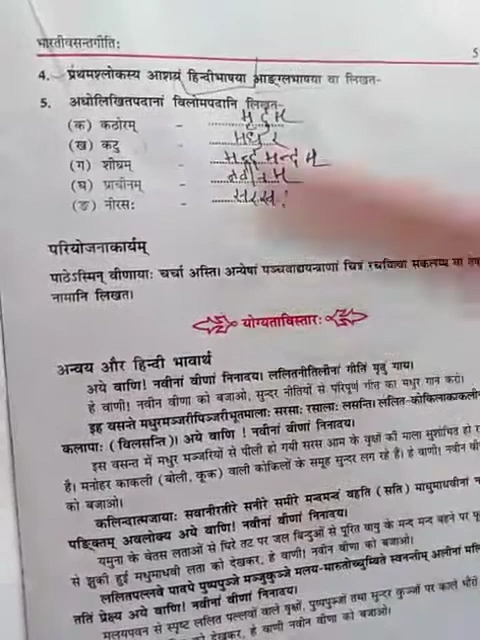 भारतीवसन्तगीतिः
5
4. प्रथमश्लोकस्य आशयं हिन्दीभाषया आङ्ग्लभाषया वा लिखत-
5. अधोलिखितपदानां विलोमपदानि लिखत-
(क) कठोरम् - मृदुम्
(ख) कटु - मधुर
(ग) शीघ्रम् - मन्दमन्दम्
(घ) प्राचीनम् - नवीनम्
(ङ) नीरसः - सरसः
परियोजनाकार्यम्
पाठेऽस्मिन् वीणायाः चर्चा अस्ति। अन्येषां पञ्चवाद्ययन्त्राणां चित्रं रचयित्वा संकलय्य वा तेषां
नामानि लिखत।
योग्यताविस्तारः
अन्वय और हिन्दी भावार्थ
अये वाणि! नवीनां वीणां निनादय। ललितनीतिलीनां गीतिं मृदुं गाय।
हे वाणी! नवीन वीणा को बजाओ, सुन्दर नीतियों से परिपूर्ण गीत का मधुर गान करो।
इह वसन्ते मधुरमञ्जरीपिञ्जरीभूतमालाः सरसाः रसालाः लसन्ति। ललित-कोकिलाकाकलीनां
कलापाः (विलसन्ति)। अये वाणि ! नवीनां वीणां निनादय।
इस वसन्त में मधुर मञ्जरियों से पीली हो गयी सरस आम के वृक्षों की माला सुशोभित हो र
है। मनोहर काकली (बोली, कूक) वाली कोकिलों के समूह सुन्दर लग रहे हैं। हे वाणी! नवीन वीणा
को बजाओ।
कलिन्दात्मजायाः सवानीरतीरे सनीरे समीरे मन्दमन्दं वहति (सति) माधुमाधवीनां न
पङ्क्तिम् अवलोक्य अये वाणि! नवीनां वीणां निनादय।
यमुना के वेतस लताओं से घिरे तट पर जल बिन्दुओं से पूरित वायु के मन्द मन्द बहने पर फू
से झुकी हुई मधुमाधवी लता को देखकर, हे वाणी! नवीन वीणा को बजाओ।
ललितपल्लवे पादपे पुष्पपुञ्जे मञ्जुकुञ्जे मलय-मारुतोच्चुम्बिते स्वनन्तीम् अलीनां मलि
ततिं प्रेक्ष्य अये वाणी! नवीनां वीणां निनादय।
मलयपवन से स्पृष्ट ललित पल्लवों वाले वृक्षों, पुष्पपुञ्जों तथा सुन्दर कुञ्जों पर काले भौंरों
को देखकर, हे वाणी! नवीन वीणा को बजाओ।